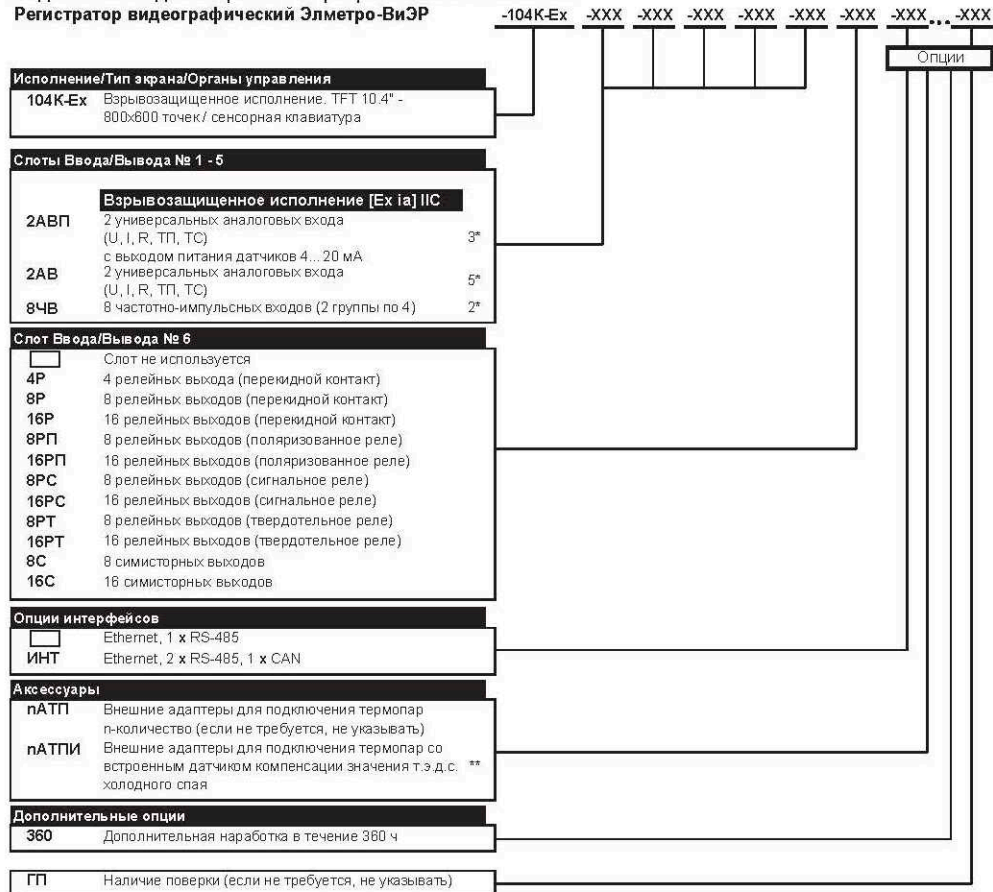 Регистратор видеографический Элметро-ВиЭР
-104K-Ex -XXX -XXX -XXX -XXX -XXX -XXX -XXX ... -XXX
Опции
Исполнение/Тип экрана/Органы управления
104K-Ex Взрывозащищенное исполнение. TFT 10.4" -
800x600 точек / сенсорная клавиатура
Слоты Ввода/Вывода № 1 - 5
Взрывозащищенное исполнение [Ex ia] IIC
2АВП 2 универсальных аналоговых входа
(U, I, R, ТП, ТС) 3*
с выходом питания датчиков 4... 20 мА
2АВ 2 универсальных аналоговых входа
(U, I, R, ТП, ТС) 5*
8ЧВ 8 частотно-импульсных входов (2 группы по 4) 2*
Слот Ввода/Вывода № 6
Слот не используется
4Р 4 релейных выхода (перекидной контакт)
8Р 8 релейных выходов (перекидной контакт)
16Р 16 релейных выходов (перекидной контакт)
8РП 8 релейных выходов (поляризованное реле)
16РП 16 релейных выходов (поляризованное реле)
8РС 8 релейных выходов (сигнальное реле)
16РС 16 релейных выходов (сигнальное реле)
8РТ 8 релейных выходов (твердотельное реле)
16РТ 16 релейных выходов (твердотельное реле)
8С 8 симисторных выходов
16С 16 симисторных выходов
Опции интерфейсов
Ethernet, 1 x RS-485
ИНТ Ethernet, 2 x RS-485, 1 x CAN
Аксессуары
nАТП Внешние адаптеры для подключения термопар
n-количество (если не требуется, не указывать)
nАТПИ Внешние адаптеры для подключения термопар со
встроенным датчиком компенсации значения т.э.д.с. **
холодного спая
Дополнительные опции
360 Дополнительная наработка в течение 360 ч
ГП Наличие поверки (если не требуется, не указывать)